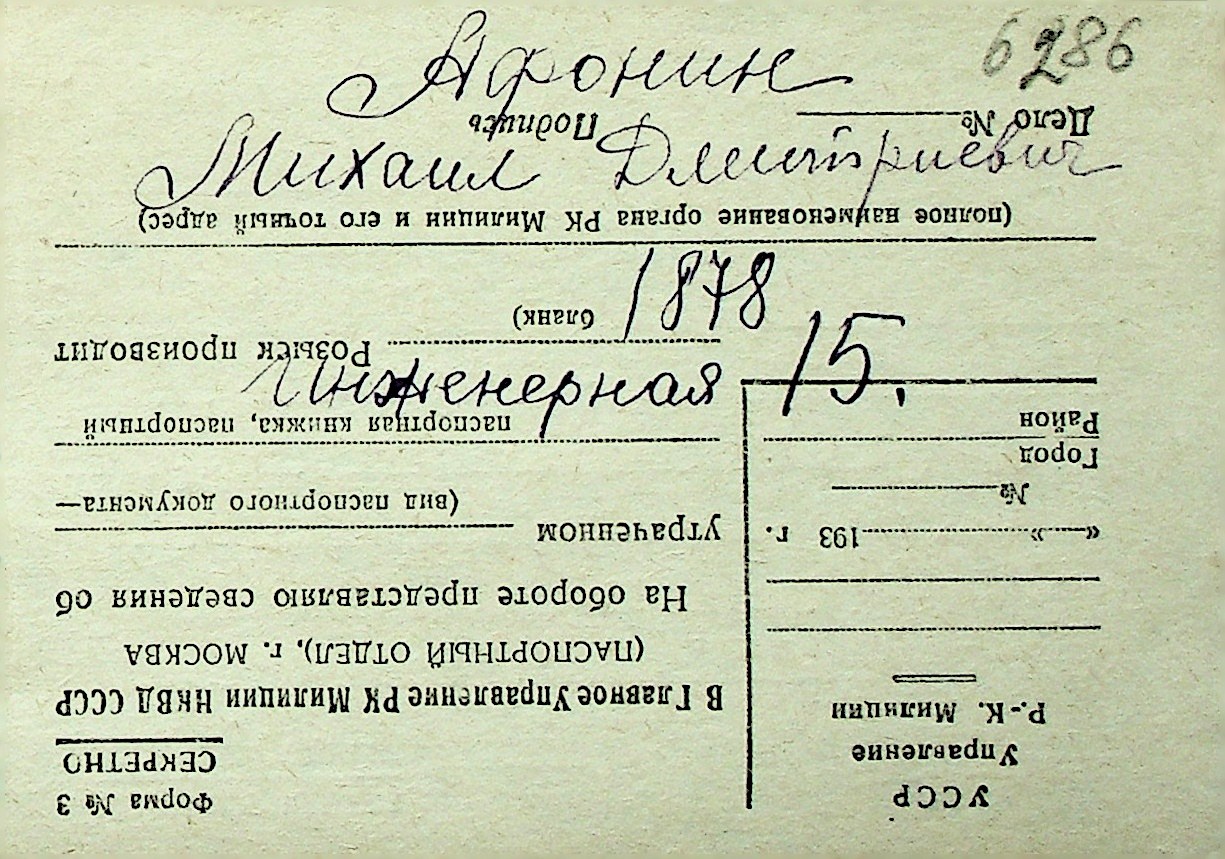 6286
Афонин
Михаил Дмитриевич
1878
Инженерная 15.
УССР
Управление
Р.-К. Милиции
« » 193 г.
№
Город
Район
Форма № 3
СЕКРЕТНО
В Главное Управление РК Милиции НКВД СССР
(ПАСПОРТНЫЙ ОТДЕЛ), г. МОСКВА
На обороте представляю сведения об
утраченном
(вид паспортного документа—
паспортная книжка, паспортный
бланк)
Розыск производит
(полное наименование органа РК Милиции и его точный адрес)
Дело № Подпись